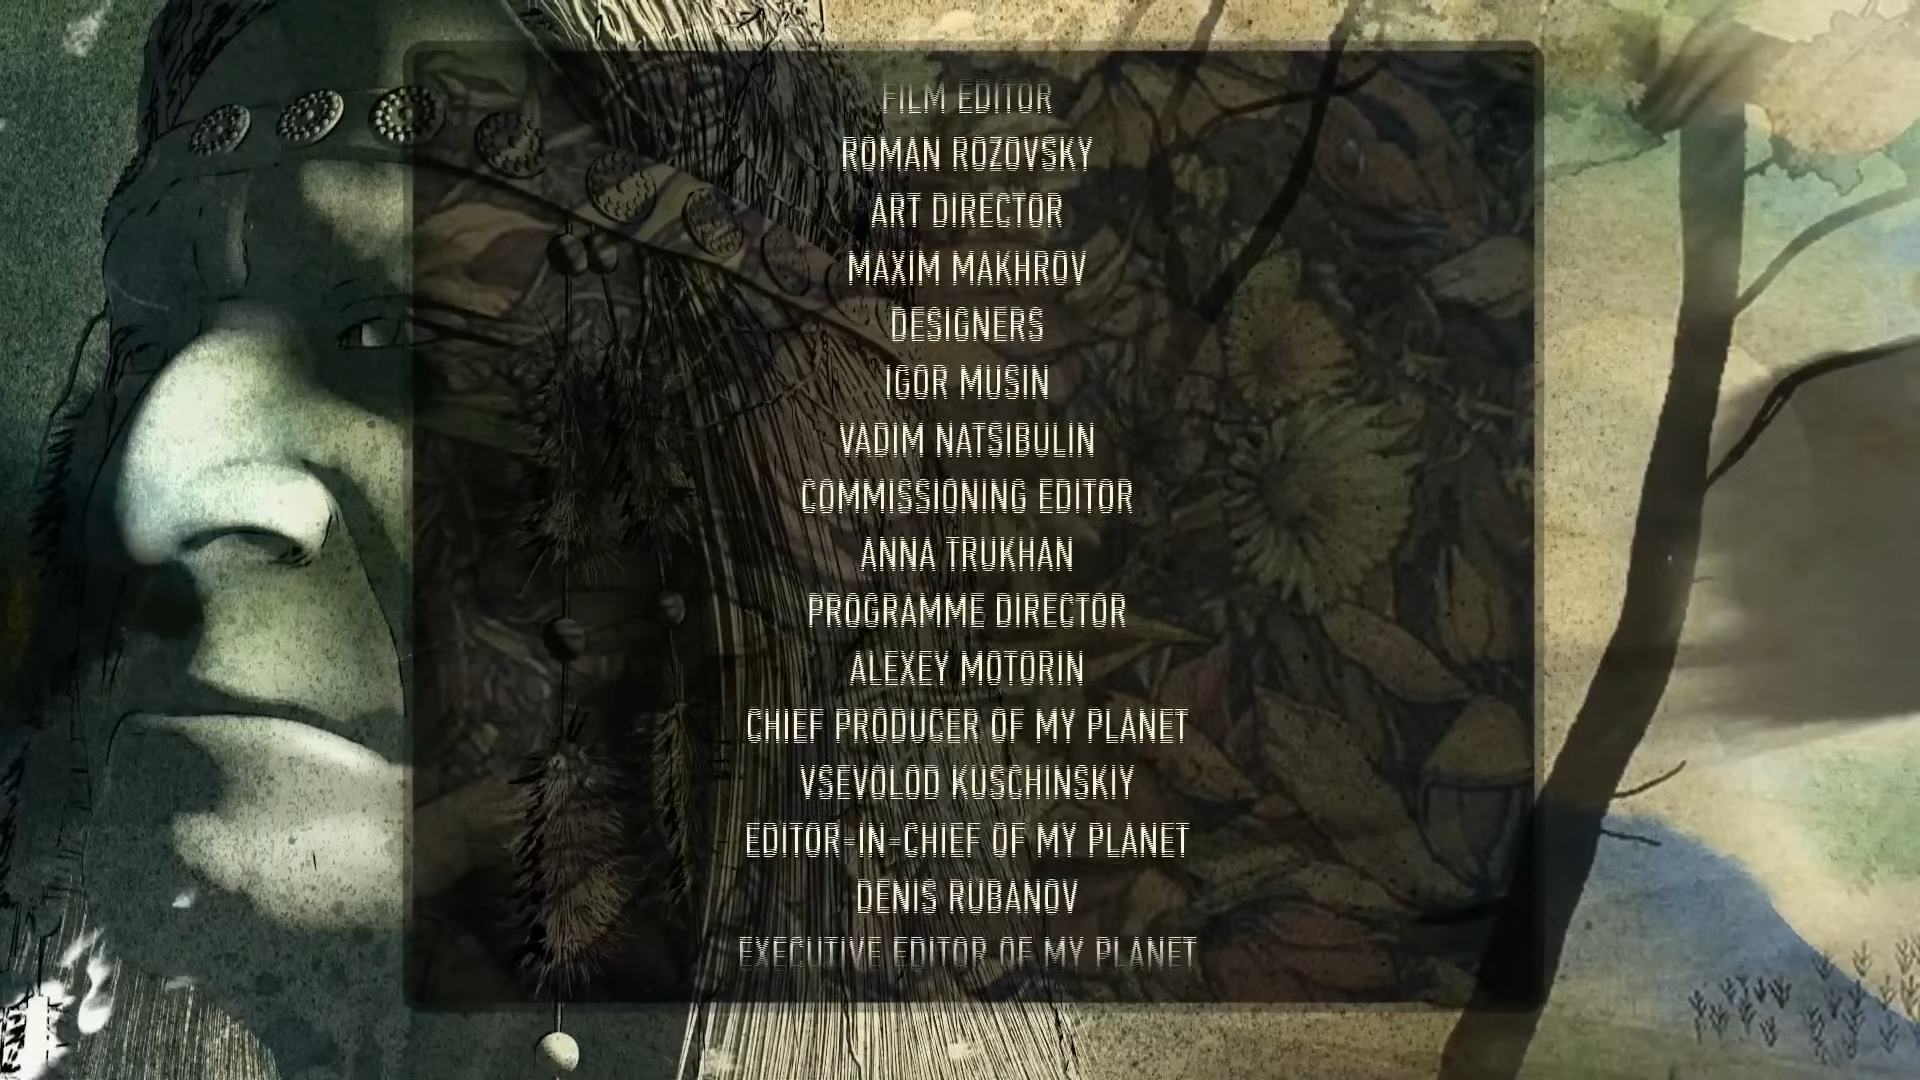 FILM EDITOR
ROMAN ROZOVSKY
ART DIRECTOR
MAXIM MAKHROV
DESIGNERS
IGOR MUSIN
VADIM NATSIBULIN
COMMISSIONING EDITOR
ANNA TRUKHAN
PROGRAMME DIRECTOR
ALEXEY MOTORIN
CHIEF PRODUCER OF MY PLANET
VSEVOLOD KUSCHINSKIY
EDITOR-IN-CHIEF OF MY PLANET
DENIS RUBANOV
EXECUTIVE EDITOR OF MY PLANET